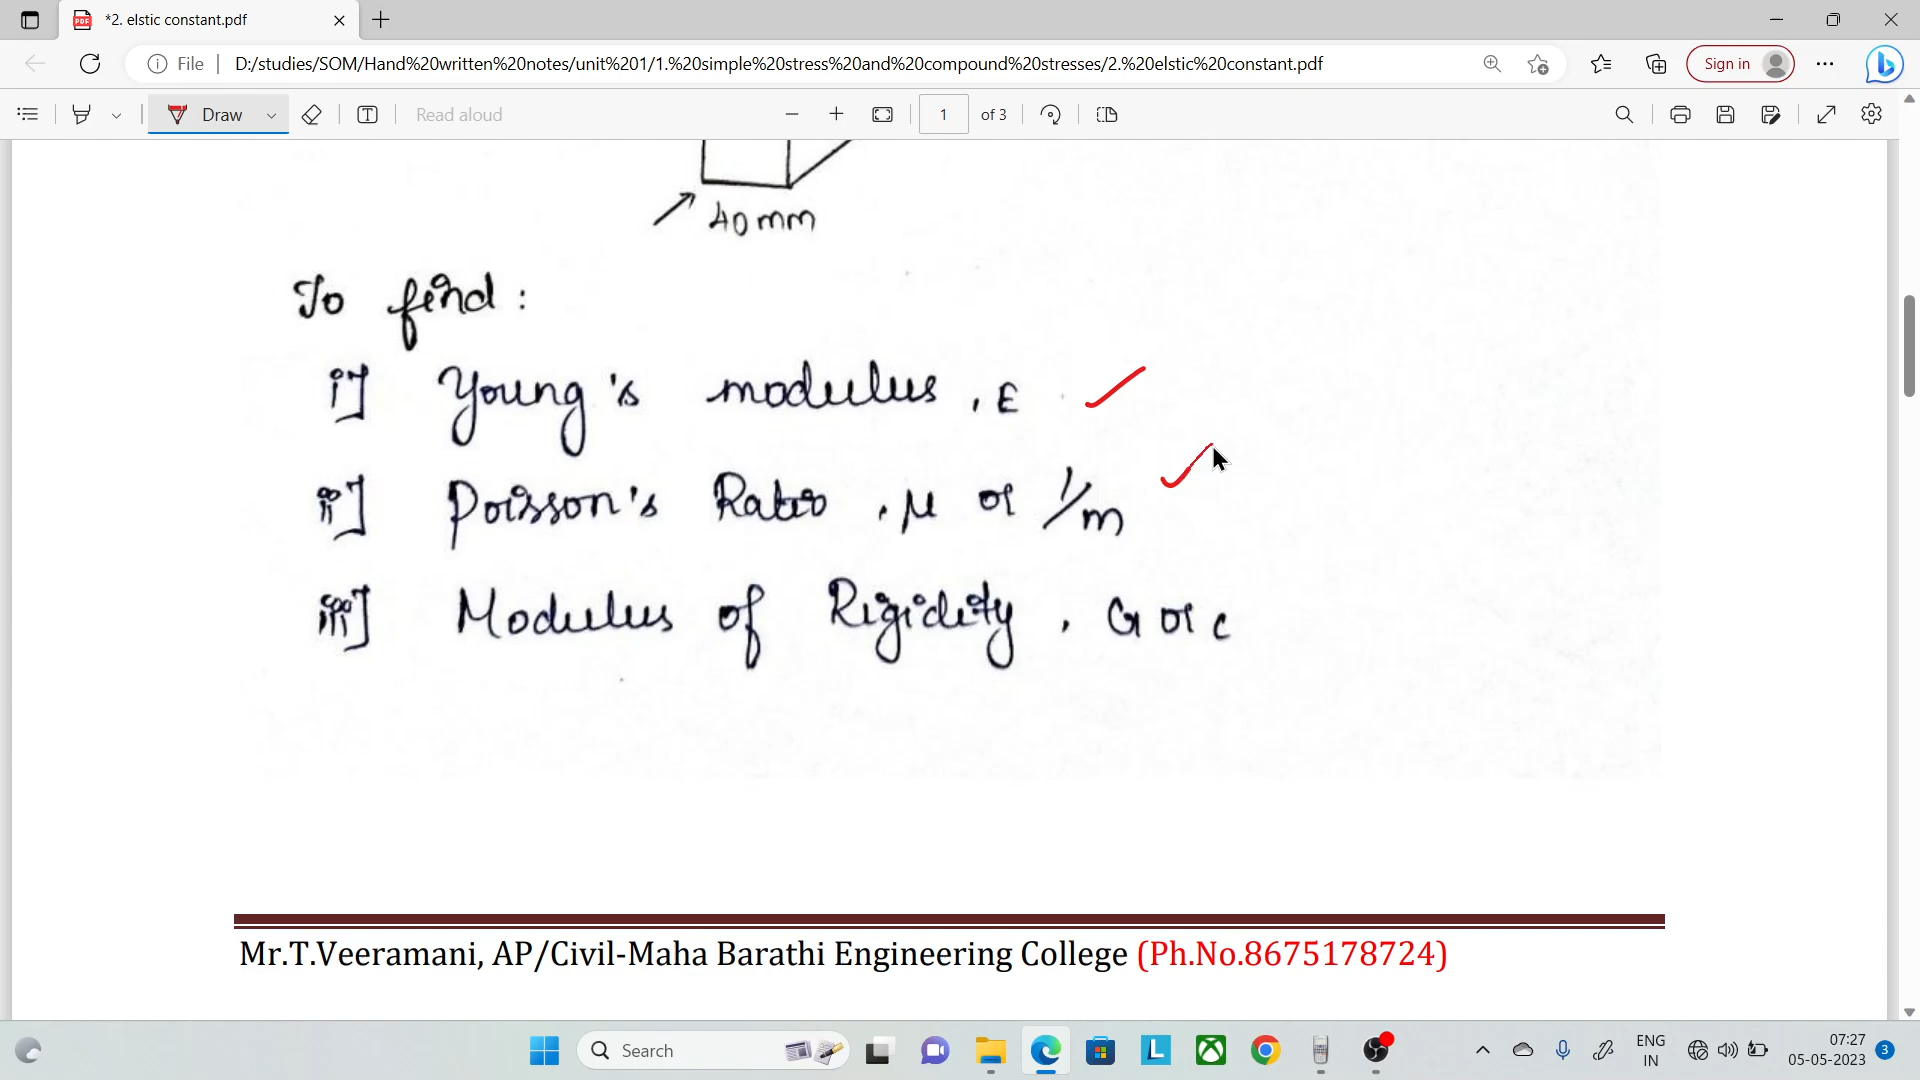 *2. elstic constant.pdf
File
D:/studies/SOM/Hand%20written%20notes/unit%201/1.%20simple%20stress%20and%20compound%20stresses/2.%20elstic%20constant.pdf
Sign in
Draw
Read aloud
1 of 3
40 mm
To find :
i] Young's modulus , E
ii] Poisson's Ratio , μ or 1/m
iii] Modulus of Rigidity , G or C
Mr.T.Veeramani, AP/Civil-Maha Barathi Engineering College (Ph.No.8675178724)
Search
ENG
IN
07:27
05-05-2023
3